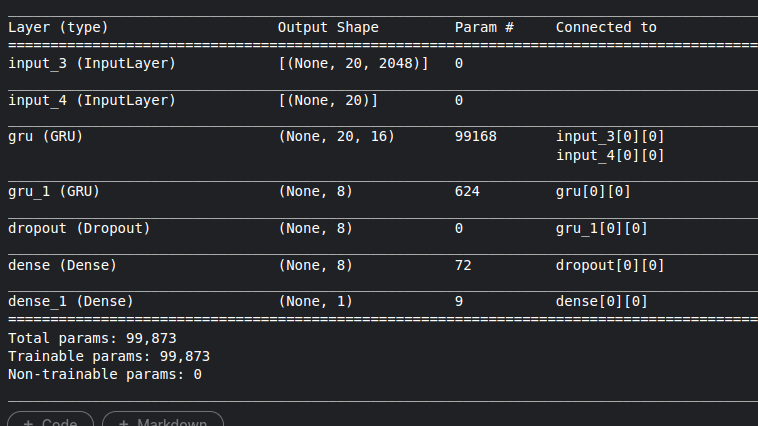 Layer (type) Output Shape Param # Connected to
==================================================================================================
input_3 (InputLayer) [(None, 20, 2048)] 0
input_4 (InputLayer) [(None, 20)] 0
gru (GRU) (None, 20, 16) 99168 input_3[0][0]
input_4[0][0]
gru_1 (GRU) (None, 8) 624 gru[0][0]
dropout (Dropout) (None, 8) 0 gru_1[0][0]
dense (Dense) (None, 8) 72 dropout[0][0]
dense_1 (Dense) (None, 1) 9 dense[0][0]
==================================================================================================
Total params: 99,873
Trainable params: 99,873
Non-trainable params: 0
+ Code + Markdown